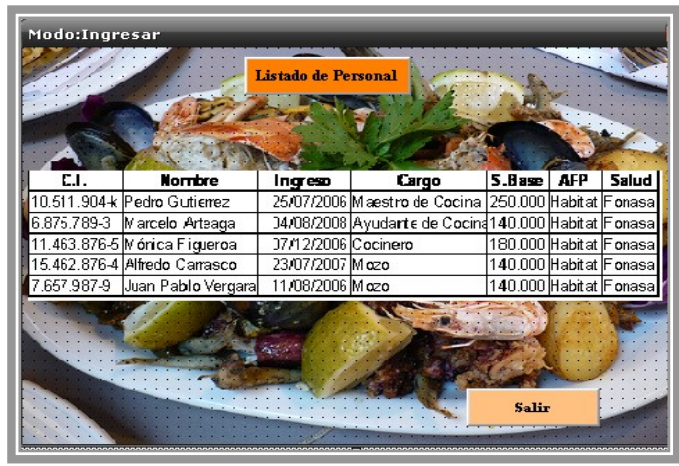 Modo:Ingresar
Listado de Personal
C.I. Nombre Ingreso Cargo S.Base AFP Salud
10.511.904-k Pedro Gutierrez 25/07/2006 Maestro de Cocina 250.000 Habitat Fonasa
6.875.789-3 Marcelo Arteaga 04/08/2008 Ayudante de Cocina 140.000 Habitat Fonasa
11.463.876-5 Mónica Figueroa 07/12/2006 Cocinero 180.000 Habitat Fonasa
15.462.876-4 Alfredo Carrasco 23/07/2007 Mozo 140.000 Habitat Fonasa
7.657.987-9 Juan Pablo Vergara 11/08/2006 Mozo 140.000 Habitat Fonasa
Salir